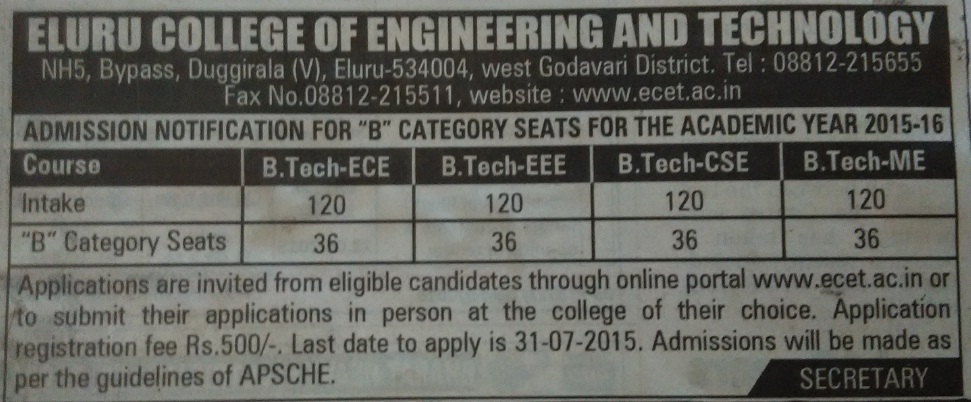 ELURU COLLEGE OF ENGINEERING AND TECHNOLOGY
NH5, Bypass, Duggirala (V), Eluru-534004, west Godavari District. Tel : 08812-215655
Fax No.08812-215511, website : www.ecet.ac.in
ADMISSION NOTIFICATION FOR "B" CATEGORY SEATS FOR THE ACADEMIC YEAR 2015-16
Course B.Tech-ECE B.Tech-EEE B.Tech-CSE B.Tech-ME
Intake 120 120 120 120
"B" Category Seats 36 36 36 36
Applications are invited from eligible candidates through online portal www.ecet.ac.in or
to submit their applications in person at the college of their choice. Application
registration fee Rs.500/-. Last date to apply is 31-07-2015. Admissions will be made as
per the guidelines of APSCHE.
SECRETARY